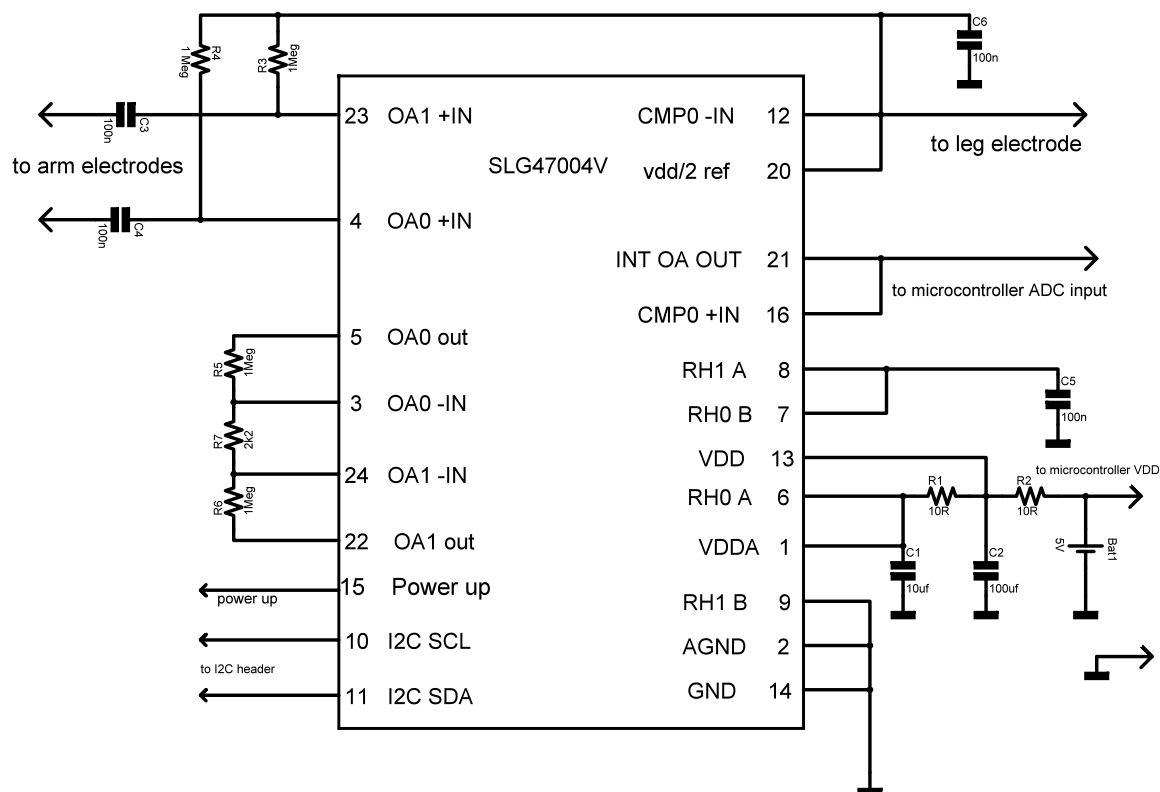 C6
100n
R4
1 Meg
R3
1Meg
C3
100n
23 OA1 +IN
CMP0 -IN 12
to leg electrode
to arm electrodes
SLG47004V
vdd/2 ref 20
C4
100n
4 OA0 +IN
INT OA OUT 21
to microcontroller ADC input
CMP0 +IN 16
5 OA0 out
R5
1Meg
RH1 A 8
C5
100n
3 OA0 -IN
RH0 B 7
R7
2k2
VDD 13
24 OA1 -IN
to microcontroller VDD
R6
1Meg
RH0 A 6
R1
10R
R2
10R
22 OA1 out
VDDA 1
C1
10uf
C2
100uf
5V
Bat1
15 Power up
power up
RH1 B 9
10 I2C SCL
AGND 2
to I2C header
11 I2C SDA
GND 14